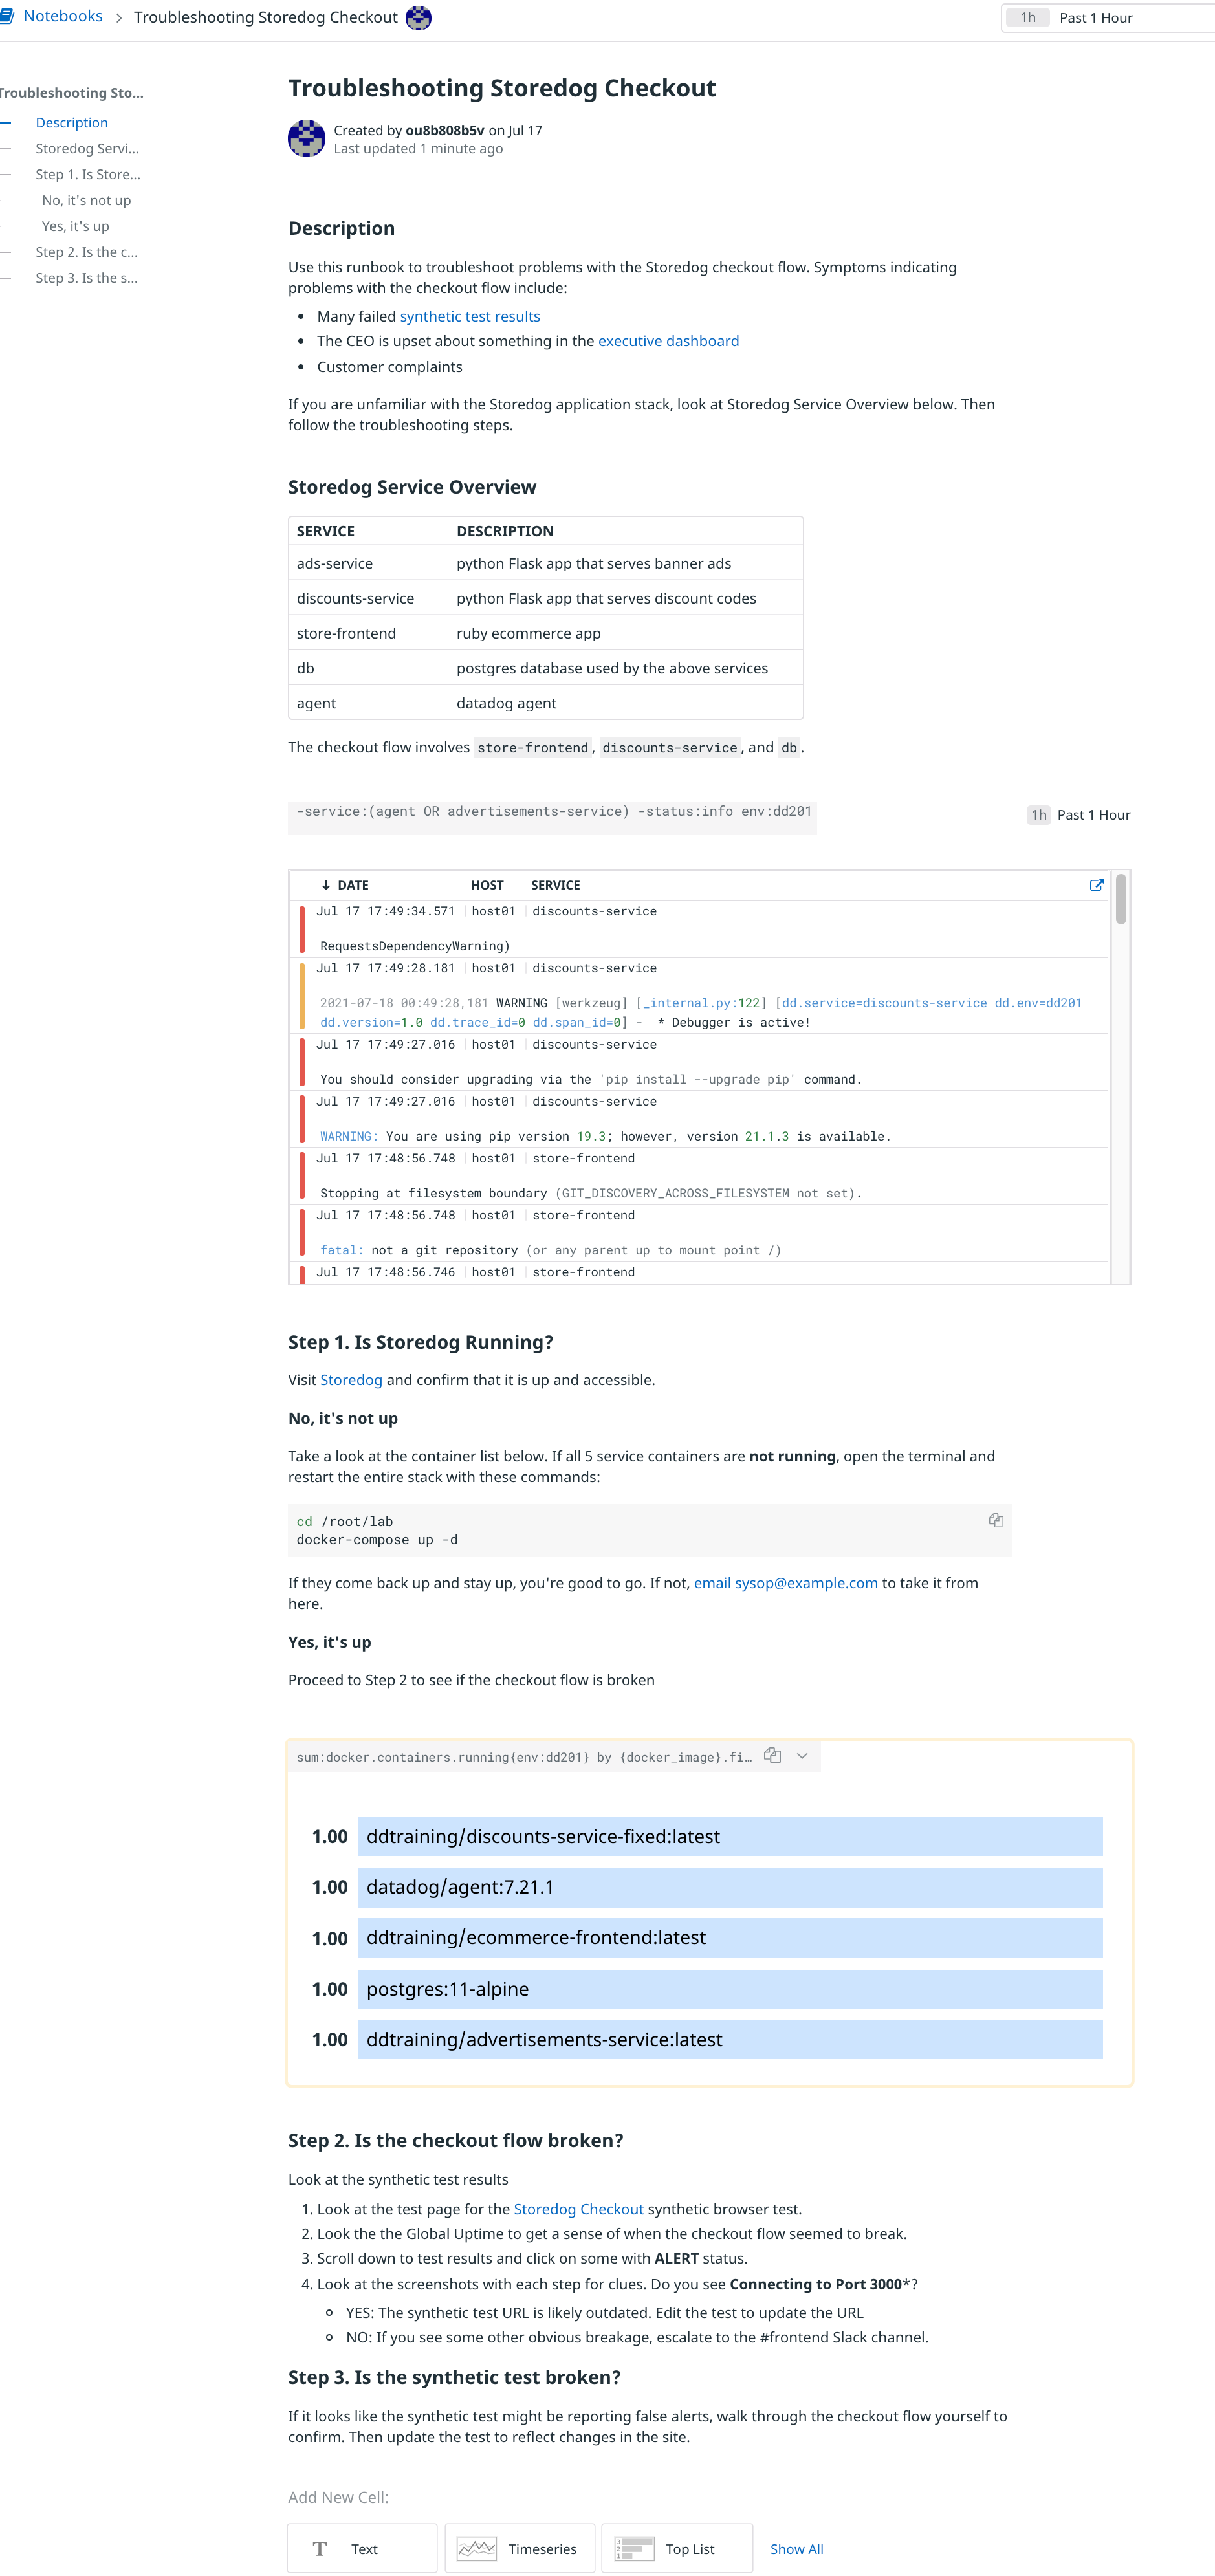 Notebooks > Troubleshooting Storedog Checkout
1h Past 1 Hour
Troubleshooting Sto...
Description
Storedog Servi...
Step 1. Is Store...
No, it's not up
Yes, it's up
Step 2. Is the c...
Step 3. Is the s...
Troubleshooting Storedog Checkout
Created by ou8b808b5v on Jul 17
Last updated 1 minute ago
Description
Use this runbook to troubleshoot problems with the Storedog checkout flow. Symptoms indicating
problems with the checkout flow include:
• Many failed synthetic test results
• The CEO is upset about something in the executive dashboard
• Customer complaints
If you are unfamiliar with the Storedog application stack, look at Storedog Service Overview below. Then
follow the troubleshooting steps.
Storedog Service Overview
SERVICE DESCRIPTION
ads-service python Flask app that serves banner ads
discounts-service python Flask app that serves discount codes
store-frontend ruby ecommerce app
db postgres database used by the above services
agent datadog agent
The checkout flow involves store-frontend, discounts-service, and db.
-service:(agent OR advertisements-service) -status:info env:dd201
1h Past 1 Hour
↓ DATE HOST SERVICE
Jul 17 17:49:34.571 host01 discounts-service
RequestsDependencyWarning)
Jul 17 17:49:28.181 host01 discounts-service
2021-07-18 00:49:28,181 WARNING [werkzeug] [_internal.py:122] [dd.service=discounts-service dd.env=dd201
dd.version=1.0 dd.trace_id=0 dd.span_id=0] - * Debugger is active!
Jul 17 17:49:27.016 host01 discounts-service
You should consider upgrading via the 'pip install --upgrade pip' command.
Jul 17 17:49:27.016 host01 discounts-service
WARNING: You are using pip version 19.3; however, version 21.1.3 is available.
Jul 17 17:48:56.748 host01 store-frontend
Stopping at filesystem boundary (GIT_DISCOVERY_ACROSS_FILESYSTEM not set).
Jul 17 17:48:56.748 host01 store-frontend
fatal: not a git repository (or any parent up to mount point /)
Jul 17 17:48:56.746 host01 store-frontend
Step 1. Is Storedog Running?
Visit Storedog and confirm that it is up and accessible.
No, it's not up
Take a look at the container list below. If all 5 service containers are not running, open the terminal and
restart the entire stack with these commands:
cd /root/lab
docker-compose up -d
If they come back up and stay up, you're good to go. If not, email sysop@example.com to take it from
here.
Yes, it's up
Proceed to Step 2 to see if the checkout flow is broken
sum:docker.containers.running{env:dd201} by {docker_image}.fi...
1.00 ddtraining/discounts-service-fixed:latest
1.00 datadog/agent:7.21.1
1.00 ddtraining/ecommerce-frontend:latest
1.00 postgres:11-alpine
1.00 ddtraining/advertisements-service:latest
Step 2. Is the checkout flow broken?
Look at the synthetic test results
1. Look at the test page for the Storedog Checkout synthetic browser test.
2. Look the the Global Uptime to get a sense of when the checkout flow seemed to break.
3. Scroll down to test results and click on some with ALERT status.
4. Look at the screenshots with each step for clues. Do you see Connecting to Port 3000*?
YES: The synthetic test URL is likely outdated. Edit the test to update the URL
NO: If you see some other obvious breakage, escalate to the #frontend Slack channel.
Step 3. Is the synthetic test broken?
If it looks like the synthetic test might be reporting false alerts, walk through the checkout flow yourself to
confirm. Then update the test to reflect changes in the site.
Add New Cell:
T Text Timeseries 3 2 1 Top List Show All